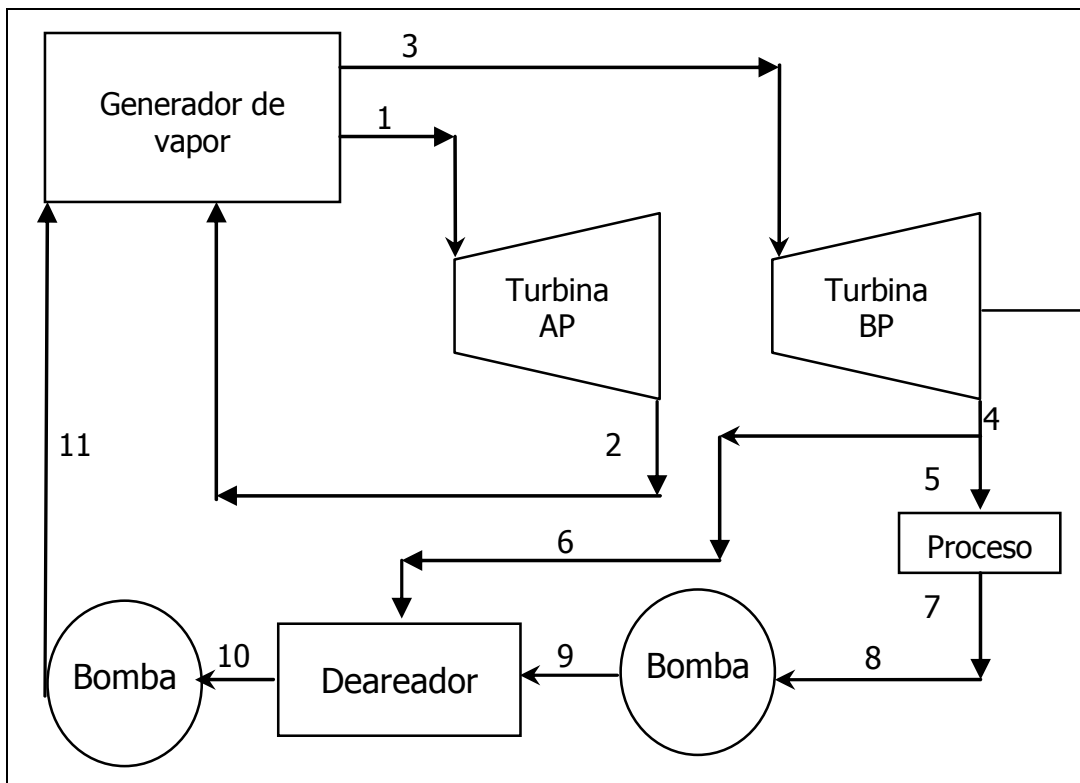 3
Generador de
vapor
1
Turbina
AP
Turbina
BP
4
11
2
5
6
Proceso
7
Bomba
10
Deareador
9
Bomba
8